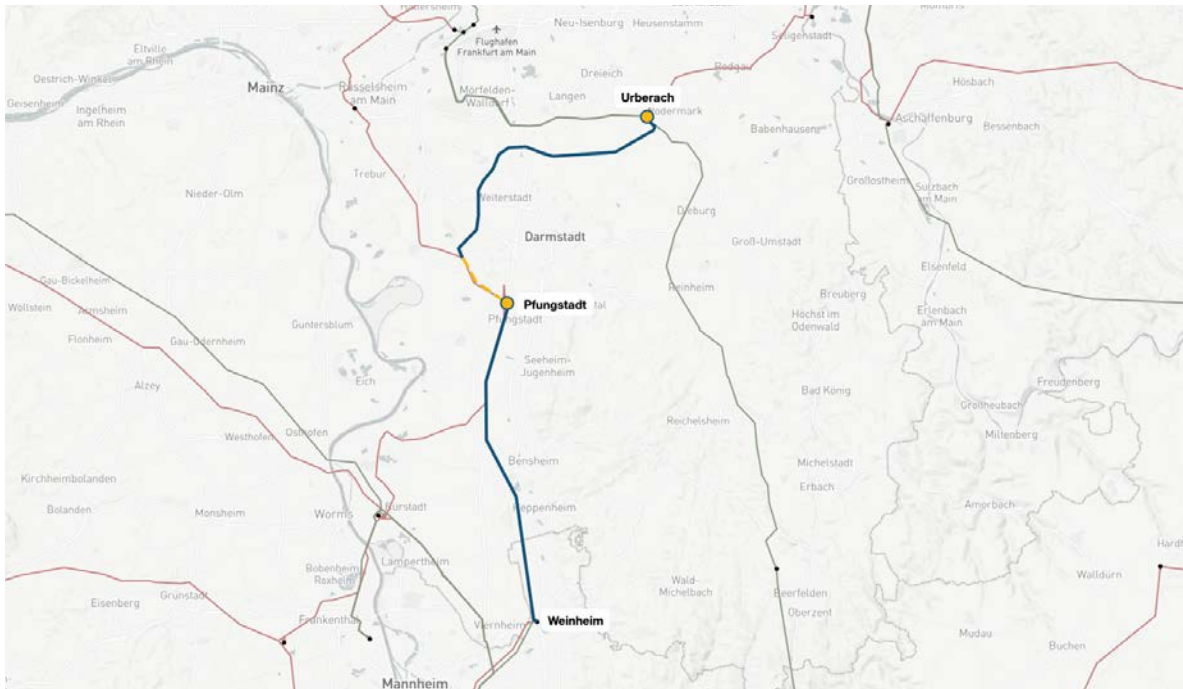 Neu-Isenburg
Heusenstamm
Seligenstadt
Eltville
am Rhein
Flughafen
Frankfurt am Main
Oestrich-Winkel
Mainz
Rüsselsheim
am Main
Dreieich
Rodgau
Hösbach
Geisenheim
Ingelheim
am Rhein
Mörfelden-
Walldorf
Langen
Urberach
Rödermark
Babenhausen
Aschaffenburg
Bessenbach
Trebur
Nieder-Olm
Weiterstadt
Großostheim
Sulzbach
am Main
Dieburg
Darmstadt
Groß-Umstadt
Elsenfeld
Gau-Bickelheim
Wöllstein
Armsheim
Reinheim
Breuberg
Pfungstadt
tal
Pfungstadt
Höchst im
Odenwald
Erlenbach
am Main
Guntersblum
Flonheim
Gau-Odernheim
Seeheim-
Jugenheim
Alzey
Eich
Bad König
Freudenberg
Großheubach
Westhofen
Osthofen
Reichelsheim
Miltenberg
Bensheim
Michelstadt
Erbach
Kirchheimbolanden
Bolanden
Monsheim
Worms
Bürstadt
Heppenheim
Amorbach
Hardh
Lampertheim
Bobenheim-
Roxheim
Wald-
Michelbach
Walldürn
Eisenberg
Grünstadt
Beerfelden
Oberzent
Frankenthal
Viernheim
Weinheim
Mudau
Buchen
Mannheim